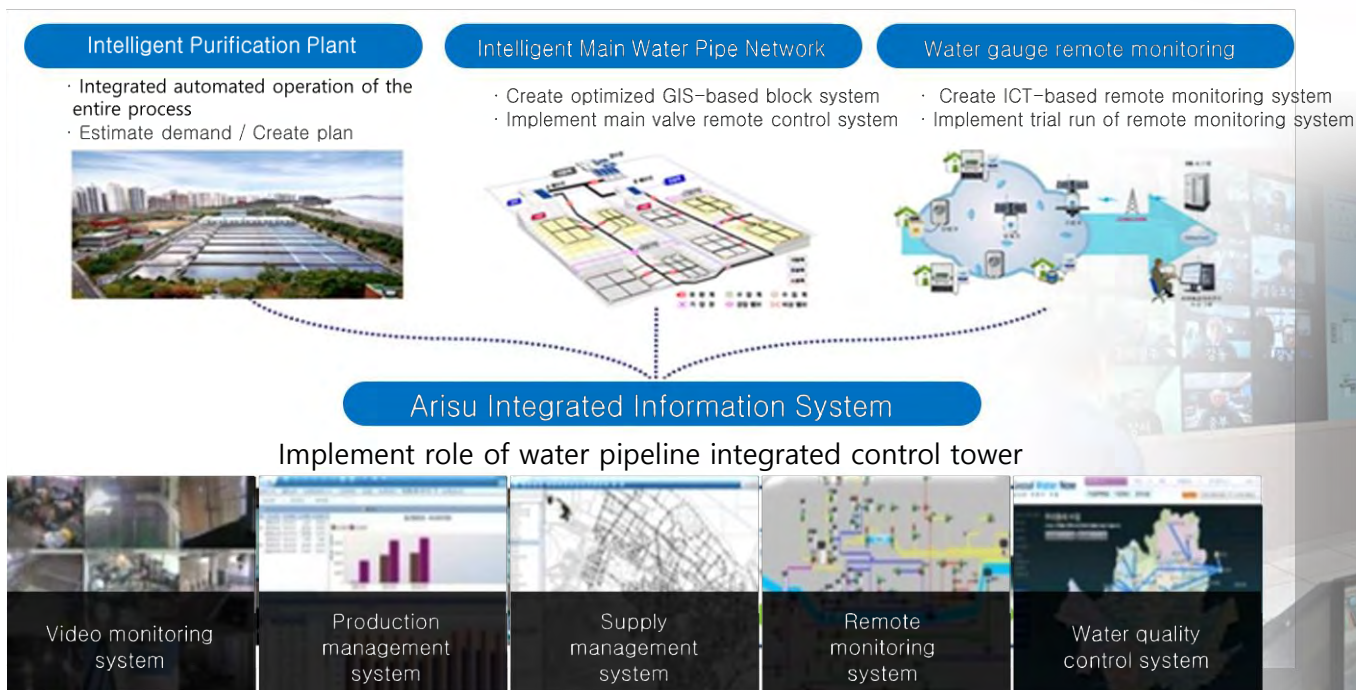 Intelligent Purification Plant
· Integrated automated operation of the
entire process
· Estimate demand / Create plan
Intelligent Main Water Pipe Network
· Create optimized GIS-based block system
· Implement main valve remote control system
Water gauge remote monitoring
· Create ICT-based remote monitoring system
· Implement trial run of remote monitoring system
Arisu Integrated Information System
Implement role of water pipeline integrated control tower
Video monitoring
system
Production
management
system
Supply
management
system
Remote
monitoring
system
Water quality
control system